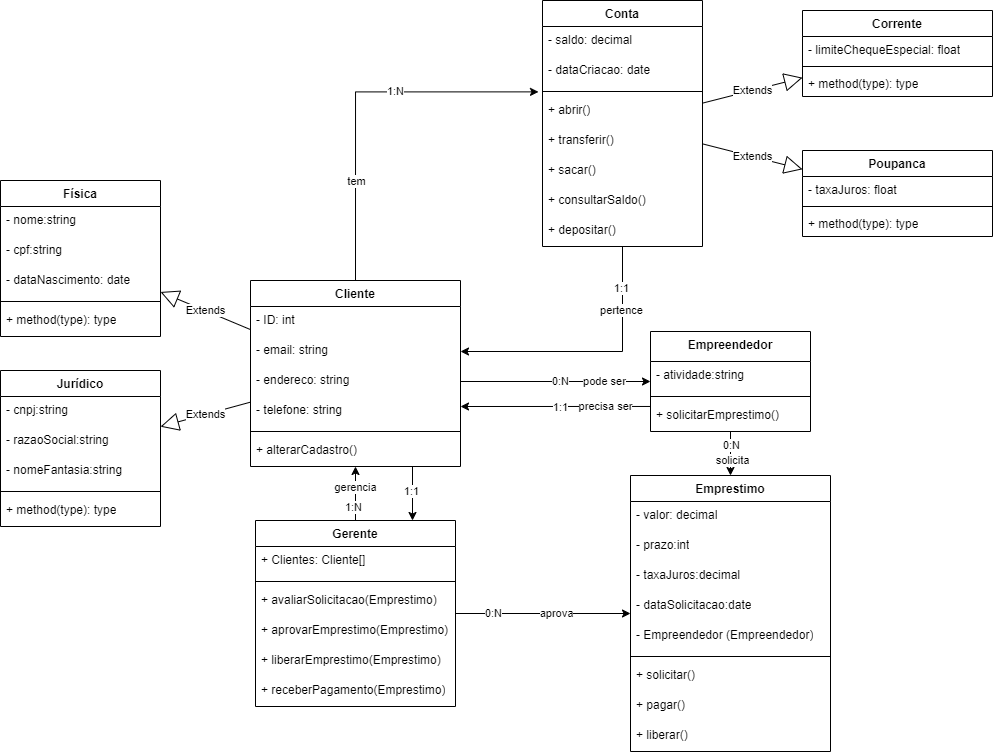 Conta
- saldo: decimal
- dataCriacao: date
+ abrir()
+ transferir()
+ sacar()
+ consultarSaldo()
+ depositar()
Corrente
- limiteChequeEspecial: float
+ method(type): type
Extends
Extends
Poupanca
- taxaJuros: float
+ method(type): type
1:N
tem
Física
- nome:string
- cpf:string
- dataNascimento: date
+ method(type): type
Extends
Jurídico
- cnpj:string
- razaoSocial:string
- nomeFantasia:string
+ method(type): type
Extends
Cliente
- ID: int
- email: string
- endereco: string
- telefone: string
+ alterarCadastro()
1:1
pertence
0:N pode ser
1:1 precisa ser
Empreendedor
- atividade:string
+ solicitarEmprestimo()
0:N
solicita
gerencia
1:N
1:1
Gerente
+ Clientes: Cliente[]
+ avaliarSolicitacao(Emprestimo)
+ aprovarEmprestimo(Emprestimo)
+ liberarEmprestimo(Emprestimo)
+ receberPagamento(Emprestimo)
0:N aprova
Emprestimo
- valor: decimal
- prazo:int
- taxaJuros:decimal
- dataSolicitacao:date
- Empreendedor (Empreendedor)
+ solicitar()
+ pagar()
+ liberar()